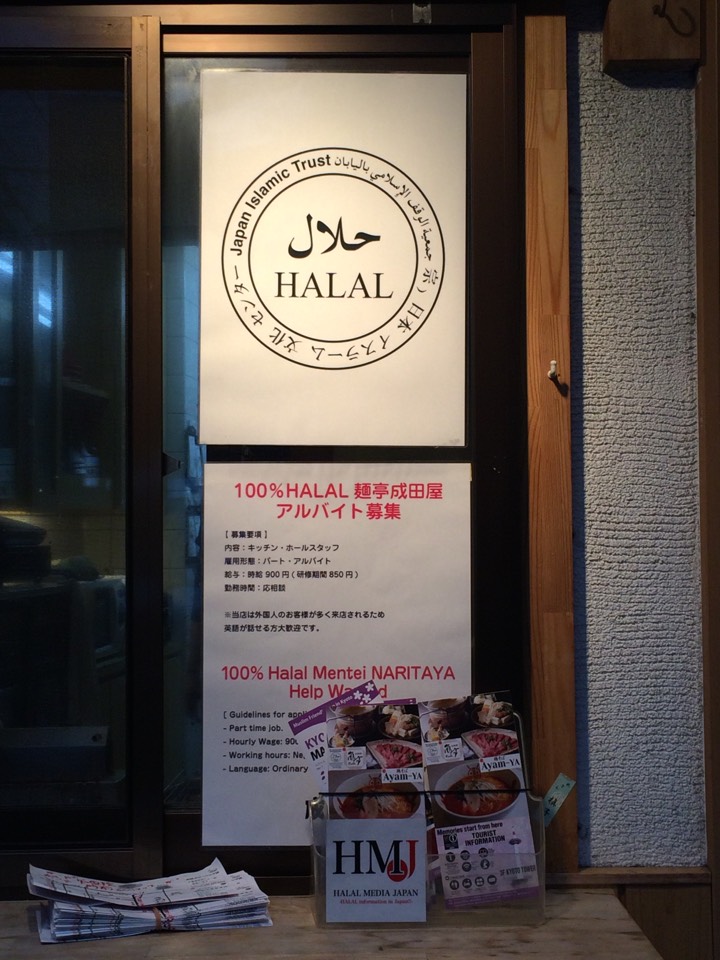 Japan Islamic Trust جمعية الوقف الإسلامي باليابان
日本 イスラーム 文化 センター
حلال
HALAL
100%HALAL 麺亭成田屋
アルバイト募集
【 募集要項 】
内容：キッチン・ホールスタッフ
雇用形態：パート・アルバイト
給与：時給 900 円 ( 研修期間 850 円 )
勤務時間：応相談
※当店は外国人のお客様が多く来店されるため
英語が話せる方大歓迎です。
100% Halal Mentei NARITAYA
Help
[ Guidelines for
- Part time job.
- Hourly Wage:
- Working hours:
- Language: Ordinary
Ayam-YA
Ayam-YA
HMJ
HALAL MEDIA JAPAN
HALAL information in Japan!!
Memories start from here
TOURIST
INFORMATION
KYOTO TOWER